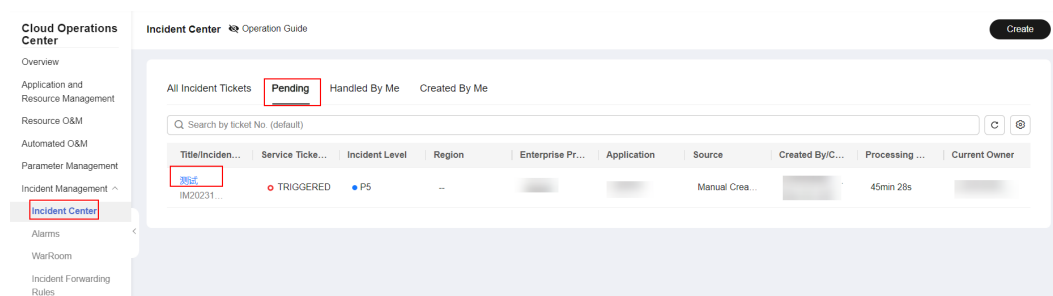 Cloud Operations
Center
Incident Center Operation Guide
Create
Overview
Application and
Resource Management
Resource O&M
Automated O&M
Parameter Management
Incident Management
Incident Center
Alarms
WarRoom
Incident Forwarding
Rules
All Incident Tickets Pending Handled By Me Created By Me
Search by ticket No. (default)
Title/Inciden... Service Ticke... Incident Level Region Enterprise Pr... Application Source Created By/C... Processing ... Current Owner
测试 TRIGGERED P5 -- Manual Crea... 45min 28s
IM20231...